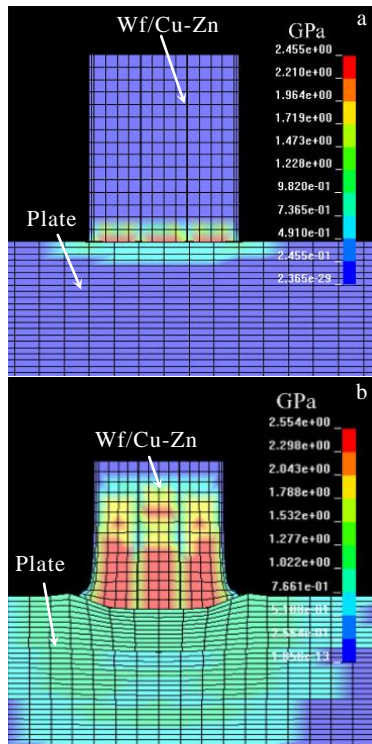 a
Wf/Cu-Zn
GPa
2.455e+00
2.210e+00
1.964e+00
1.719e+00
1.473e+00
1.228e+00
9.820e-01
7.365e-01
4.910e-01
2.455e-01
2.365e-29
Plate
b
Wf/Cu-Zn
GPa
2.554e+00
2.298e+00
2.043e+00
1.788e+00
1.532e+00
1.277e+00
1.022e+00
7.661e-01
Plate